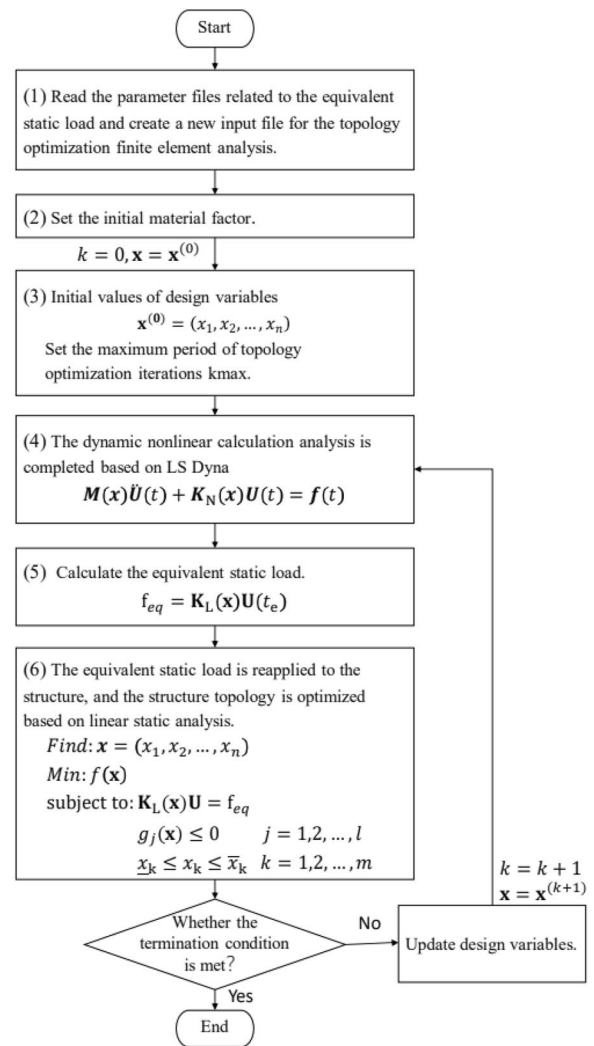 Start
(1) Read the parameter files related to the equivalent
static load and create a new input file for the topology
optimization finite element analysis.
(2) Set the initial material factor.
k = 0, x = x^(0)
(3) Initial values of design variables
x^(0) = (x₁, x₂, ..., xₙ)
Set the maximum period of topology
optimization iterations kmax.
(4) The dynamic nonlinear calculation analysis is
completed based on LS Dyna
M(x)Ü(t) + K_N(x)U(t) = f(t)
(5) Calculate the equivalent static load.
f_eq = K_L(x)U(t_e)
(6) The equivalent static load is reapplied to the
structure, and the structure topology is optimized
based on linear static analysis.
Find: x = (x₁, x₂, ..., xₙ)
Min: f(x)
subject to: K_L(x)U = f_eq
g_j(x) ≤ 0 j = 1,2, ..., l
x̲_k ≤ x_k ≤ x̅_k k = 1,2, ..., m
Whether the
termination condition
is met?
No
Update design variables.
k = k + 1
x = x^(k+1)
Yes
End